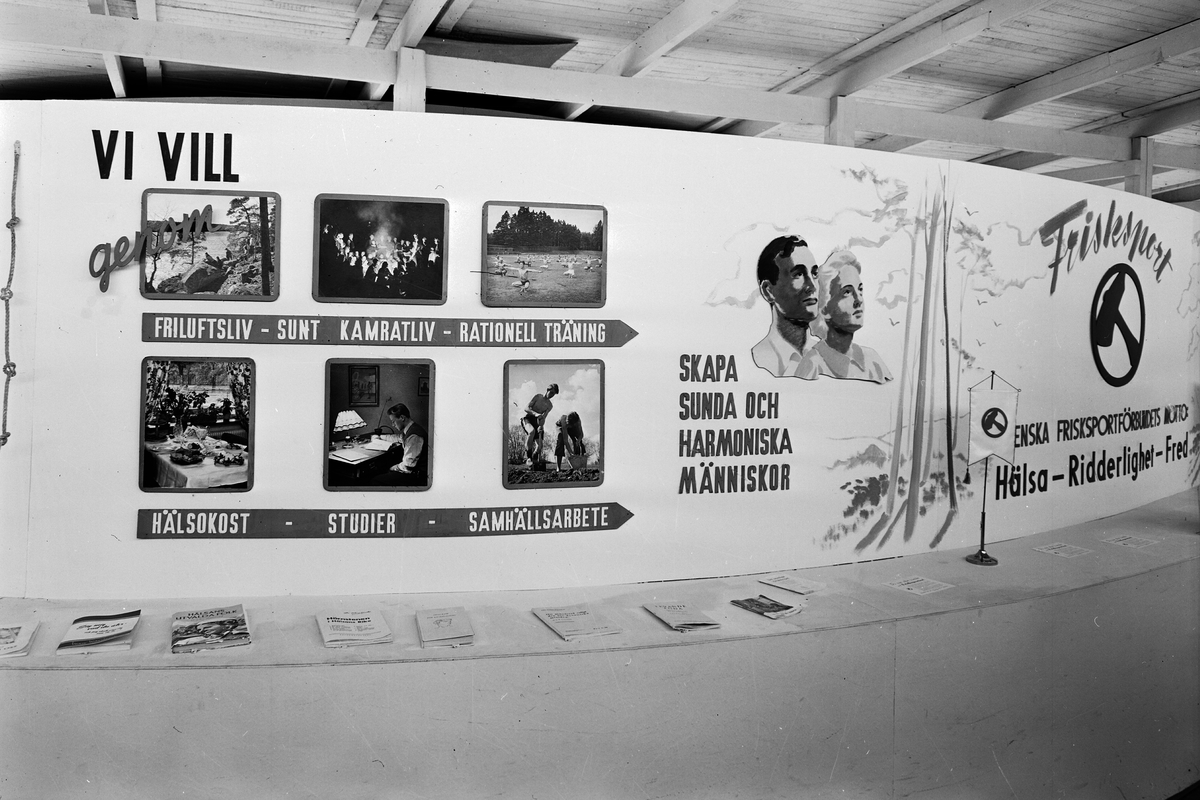 VI VILL
genom
FRILUFTSLIV - SUNT KAMRATLIV - RATIONELL TRÄNING
HÄLSOKOST - STUDIER - SAMHÄLLSARBETE
SKAPA
SUNDA OCH
HARMONISKA
MÄNNISKOR
Frisksport
ENSKA FRISKSPORTFÖRBUNDETS MOTTO:
Hälsa - Ridderlighet - Fred
HÄLSANS